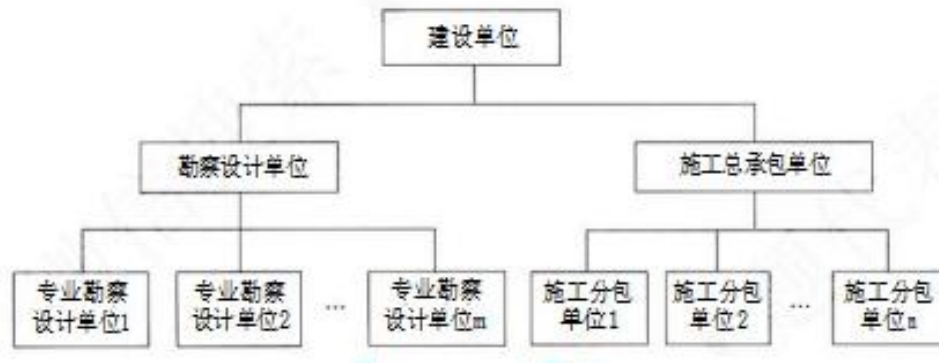 建设单位
勘察设计单位
施工总承包单位
专业勘察
设计单位1
专业勘察
设计单位2
...
专业勘察
设计单位m
施工分包
单位1
施工分包
单位2
...
施工分包
单位n